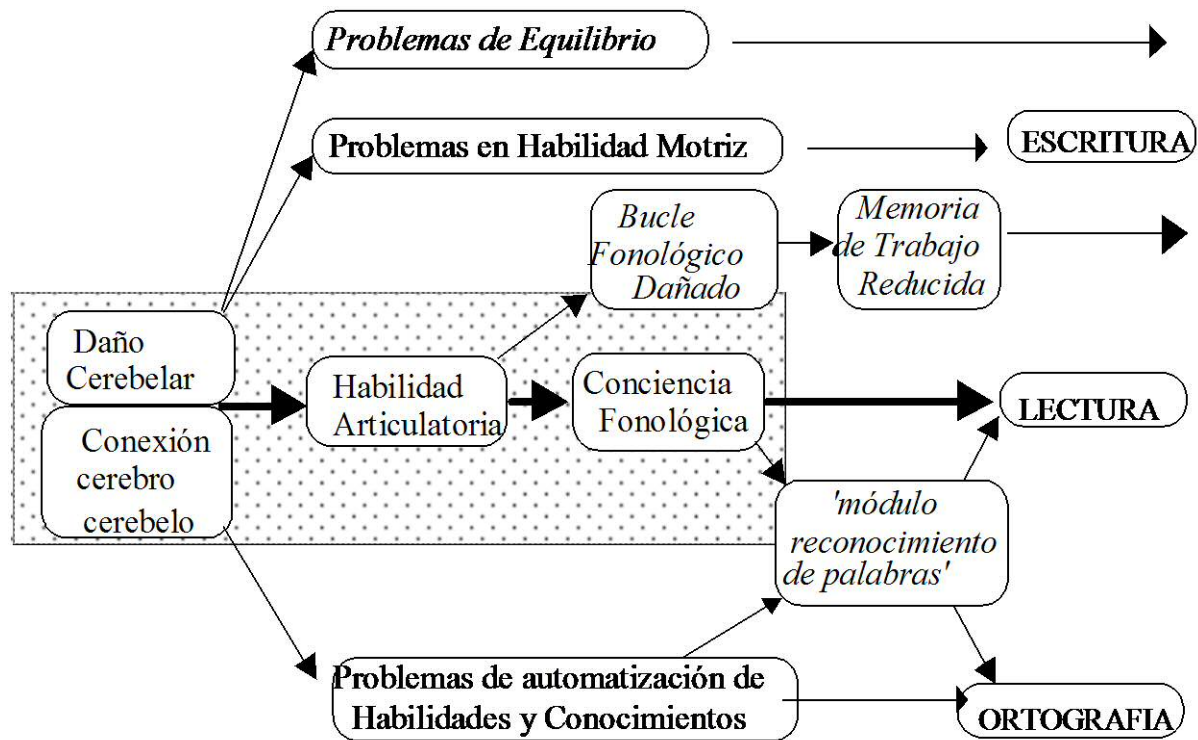 Problemas de Equilibrio
Problemas en Habilidad Motriz
ESCRITURA
Bucle
Fonológico
Dañado
Memoria
de Trabajo
Reducida
Daño
Cerebelar
Conexión
cerebro
cerebelo
Habilidad
Articulatoria
Conciencia
Fonológica
LECTURA
'módulo
reconocimiento
de palabras'
Problemas de automatización de
Habilidades y Conocimientos
ORTOGRAFIA